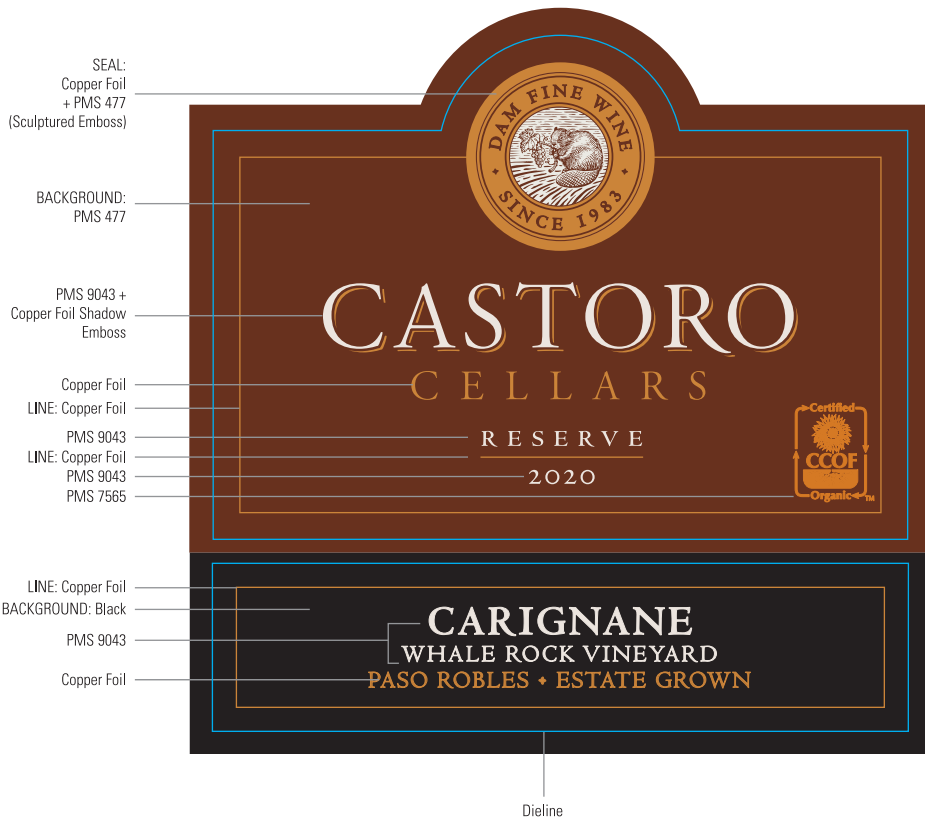 SEAL:
Copper Foil
+ PMS 477
(Sculptured Emboss)
BACKGROUND:
PMS 477
PMS 9043 +
Copper Foil Shadow
Emboss
Copper Foil
LINE: Copper Foil
PMS 9043
LINE: Copper Foil
PMS 9043
PMS 7565
LINE: Copper Foil
BACKGROUND: Black
PMS 9043
Copper Foil
DAM FINE WINE
SINCE 1983
CASTORO
CELLARS
RESERVE
2020
Certified
CCOF
Organic TM
CARIGNANE
WHALE ROCK VINEYARD
PASO ROBLES • ESTATE GROWN
Dieline